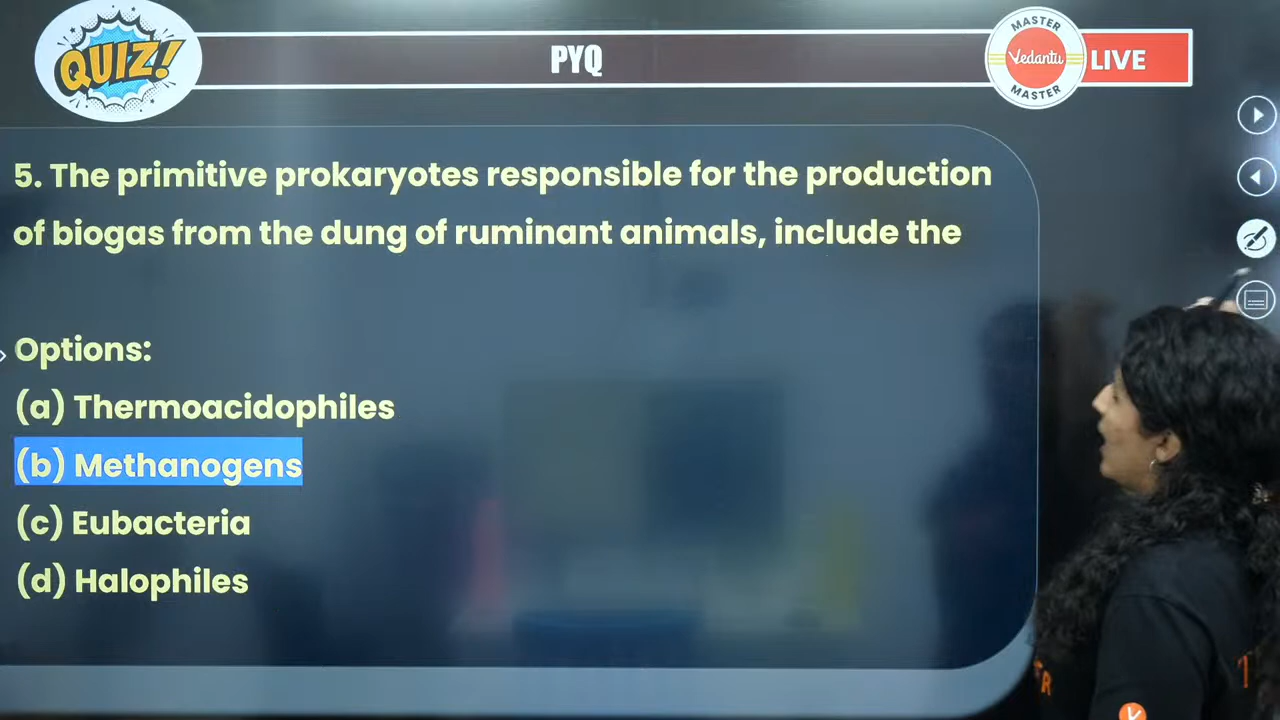 QUIZ!
PYQ
MASTER
Vedantu
MASTER
LIVE
5. The primitive prokaryotes responsible for the production
of biogas from the dung of ruminant animals, include the
Options:
(a) Thermoacidophiles
(b) Methanogens
(c) Eubacteria
(d) Halophiles